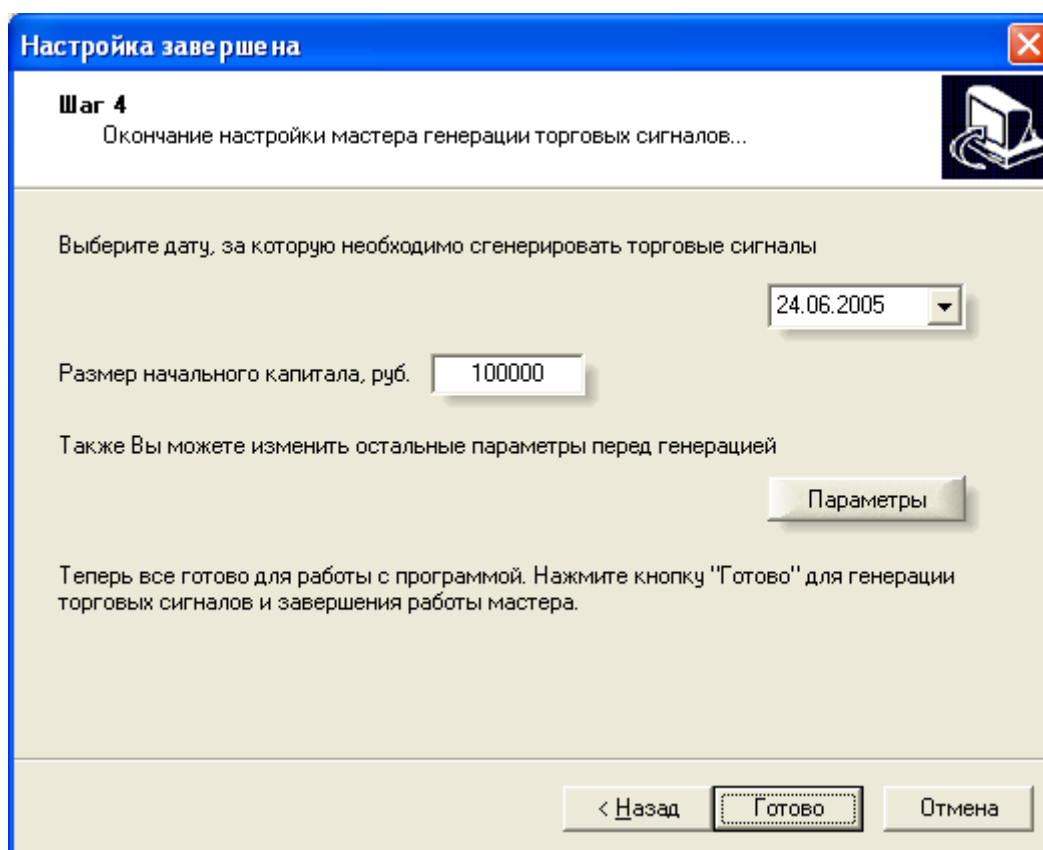 Настройка завершена
Шаг 4
Окончание настройки мастера генерации торговых сигналов...
Выберите дату, за которую необходимо сгенерировать торговые сигналы
24.06.2005
Размер начального капитала, руб. 100000
Также Вы можете изменить остальные параметры перед генерацией
Параметры
Теперь все готово для работы с программой. Нажмите кнопку "Готово" для генерации
торговых сигналов и завершения работы мастера.
< Назад Готово Отмена